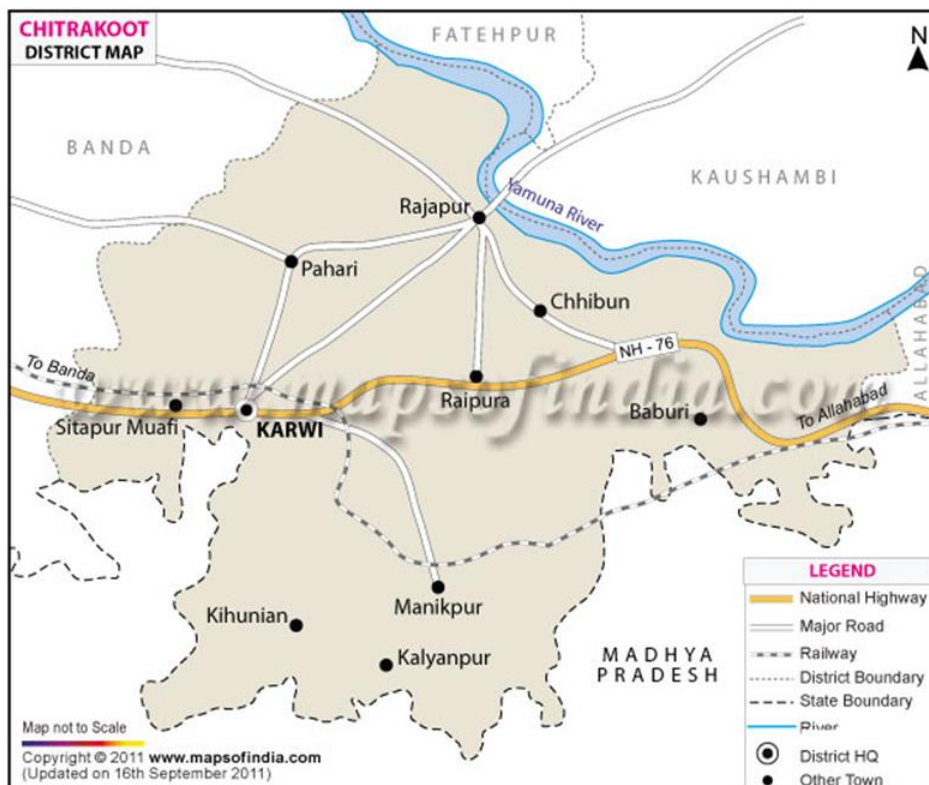 CHITRAKOOT
DISTRICT MAP
FATEHPUR
N
BANDA
KAUSHAMBI
Yamuna River
Rajapur
Pahari
ALLAHABAD
Chhibun
NH - 76
To Banda
www.mapsofindia.com
Raipura
Baburi
To Allahabad
Sitapur Muafi
KARWI
Manikpur
Kihunian
Kalyanpur
MADHYA
PRADESH
LEGEND
National Highway
Major Road
Railway
District Boundary
State Boundary
River
District HQ
Other Town
Map not to Scale
Copyright © 2011 www.mapsofindia.com
(Updated on 16th September 2011)